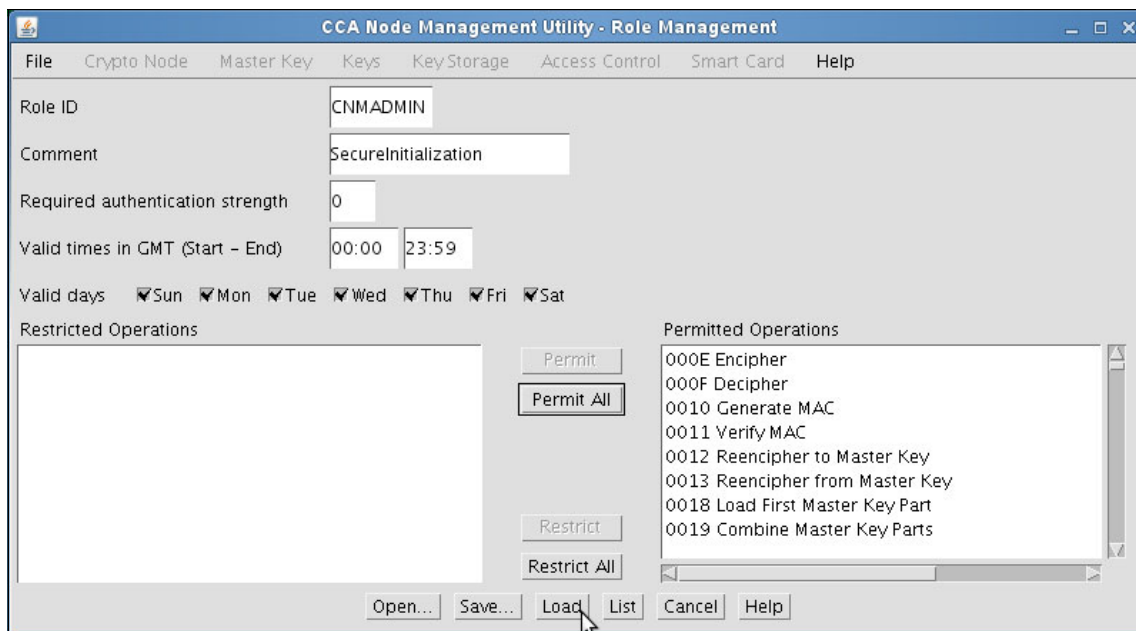 CCA Node Management Utility - Role Management
File Crypto Node Master Key Keys Key Storage Access Control Smart Card Help
Role ID CNMADMIN
Comment SecureInitialization
Required authentication strength 0
Valid times in GMT (Start - End) 00:00 23:59
Valid days Sun Mon Tue Wed Thu Fri Sat
Restricted Operations
Permit
Permit All
Restrict
Restrict All
Permitted Operations
000E Encipher
000F Decipher
0010 Generate MAC
0011 Verify MAC
0012 Reencipher to Master Key
0013 Reencipher from Master Key
0018 Load First Master Key Part
0019 Combine Master Key Parts
Open... Save... Load List Cancel Help